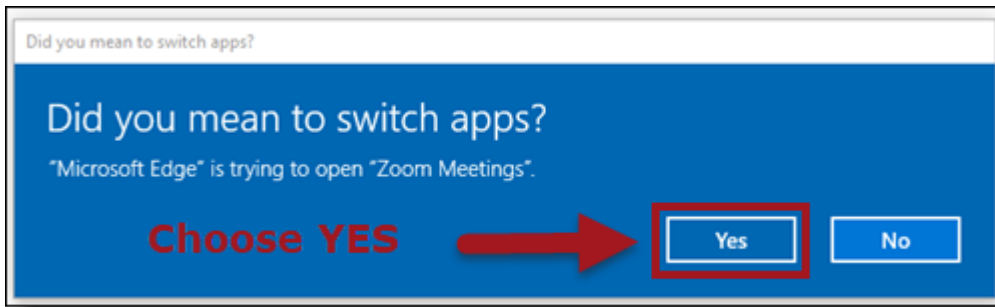 Did you mean to switch apps?
Did you mean to switch apps?
"Microsoft Edge" is trying to open "Zoom Meetings".
Choose YES
Yes
No